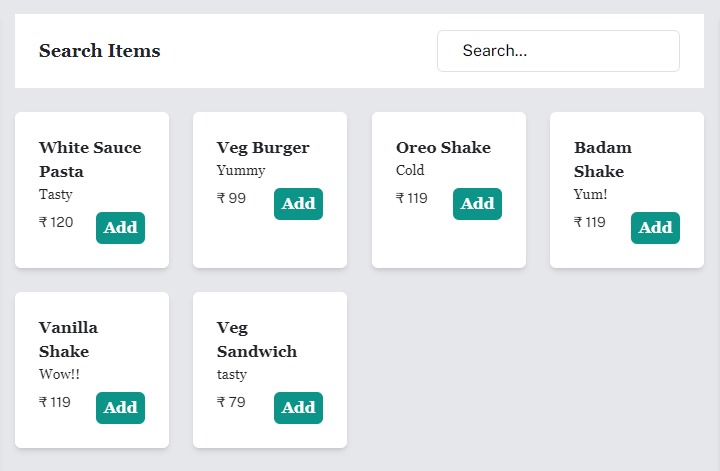 Search Items
Search...
White Sauce
Pasta
Tasty
₹ 120
Add
Veg Burger
Yummy
₹ 99
Add
Oreo Shake
Cold
₹ 119
Add
Badam
Shake
Yum!
₹ 119
Add
Vanilla
Shake
Wow!!
₹ 119
Add
Veg
Sandwich
tasty
₹ 79
Add